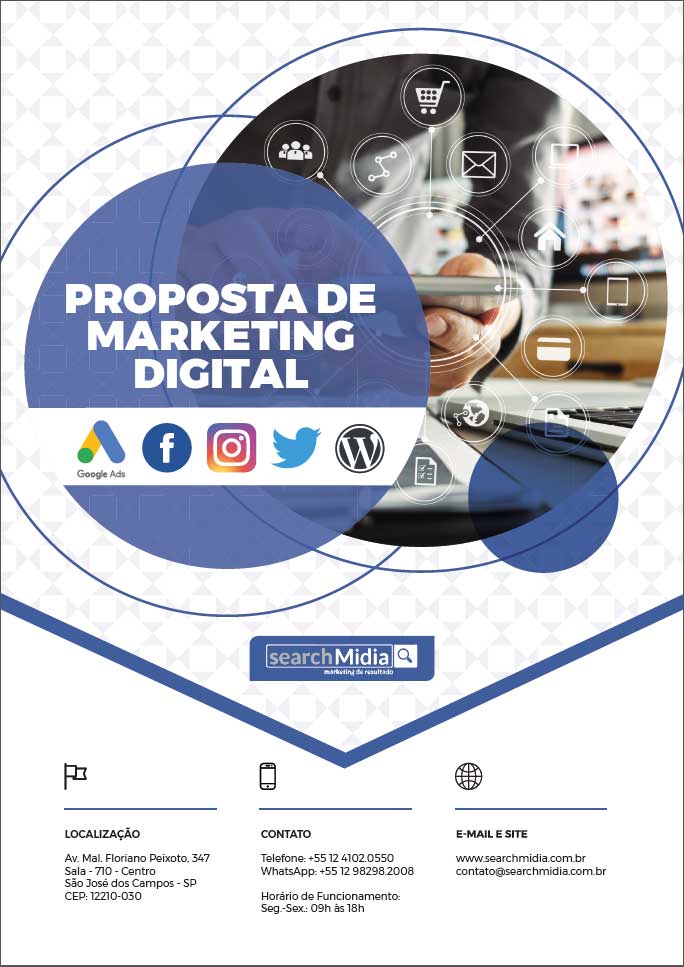 PROPOSTA DE
MARKETING
DIGITAL
Google Ads
searchMidia
marketing de resultado
LOCALIZAÇÃO
Av. Mal. Floriano Peixoto, 347
Sala - 710 - Centro
São José dos Campos - SP
CEP: 12210-030
CONTATO
Telefone: +55 12 4102.0550
WhatsApp: +55 12 98298.2008
Horário de Funcionamento:
Seg.-Sex.: 09h às 18h
E-MAIL E SITE
www.searchmidia.com.br
contato@searchmidia.com.br